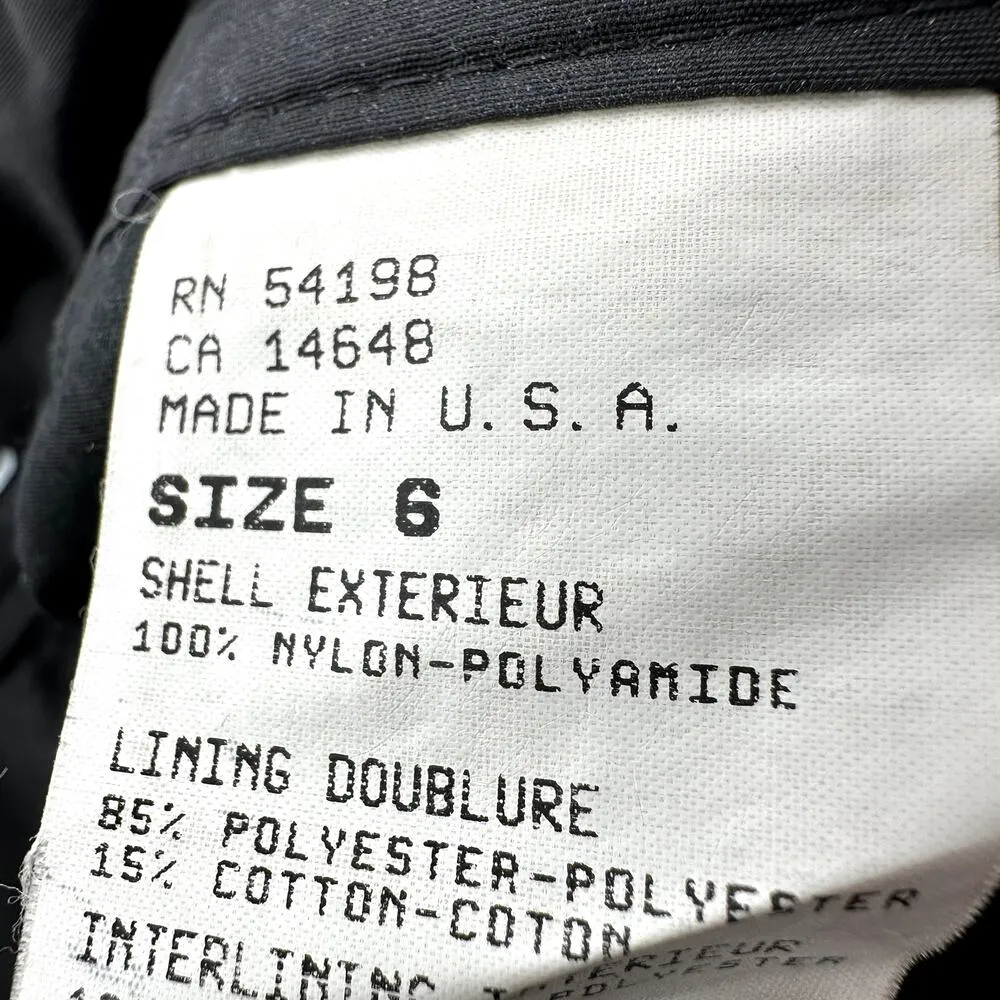 RN 54198
CA 14648
MADE IN U.S.A.
SIZE 6
SHELL EXTERIEUR
100% NYLON-POLYAMIDE
LINING DOUBLURE
85% POLYESTER-POLYESTER
15% COTTON-COTON
INTERLINING